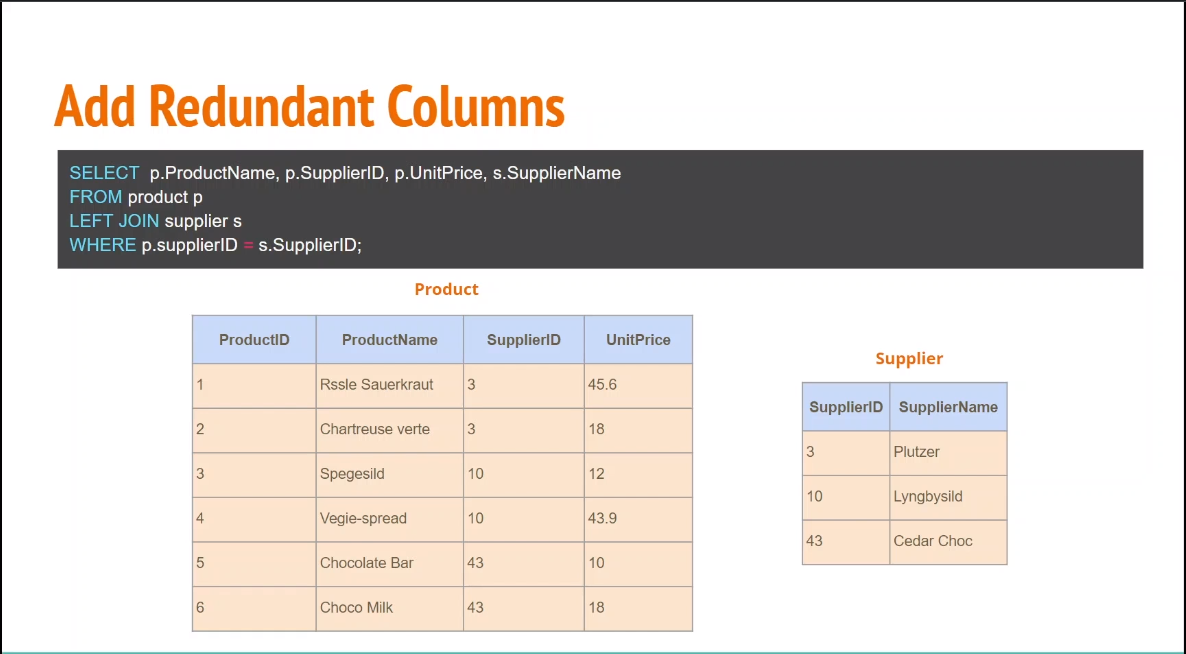 Add Redundant Columns
SELECT p.ProductName, p.SupplierID, p.UnitPrice, s.SupplierName
FROM product p
LEFT JOIN supplier s
WHERE p.supplierID = s.SupplierID;
Product
ProductID ProductName SupplierID UnitPrice
1 Rssle Sauerkraut 3 45.6
2 Chartreuse verte 3 18
3 Spegesild 10 12
4 Vegie-spread 10 43.9
5 Chocolate Bar 43 10
6 Choco Milk 43 18
Supplier
SupplierID SupplierName
3 Plutzer
10 Lyngbysild
43 Cedar Choc